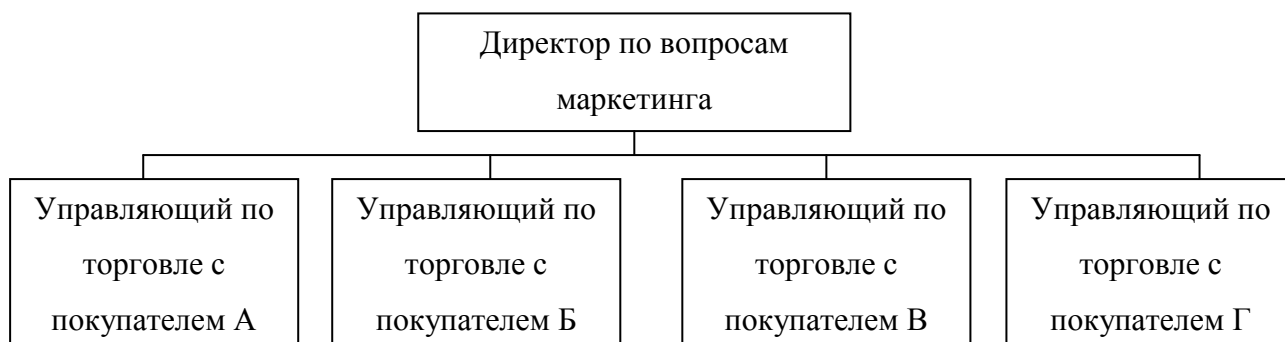 Директор по вопросам
маркетинга
Управляющий по
торговле с
покупателем А
Управляющий по
торговле с
покупателем Б
Управляющий по
торговле с
покупателем В
Управляющий по
торговле с
покупателем Г